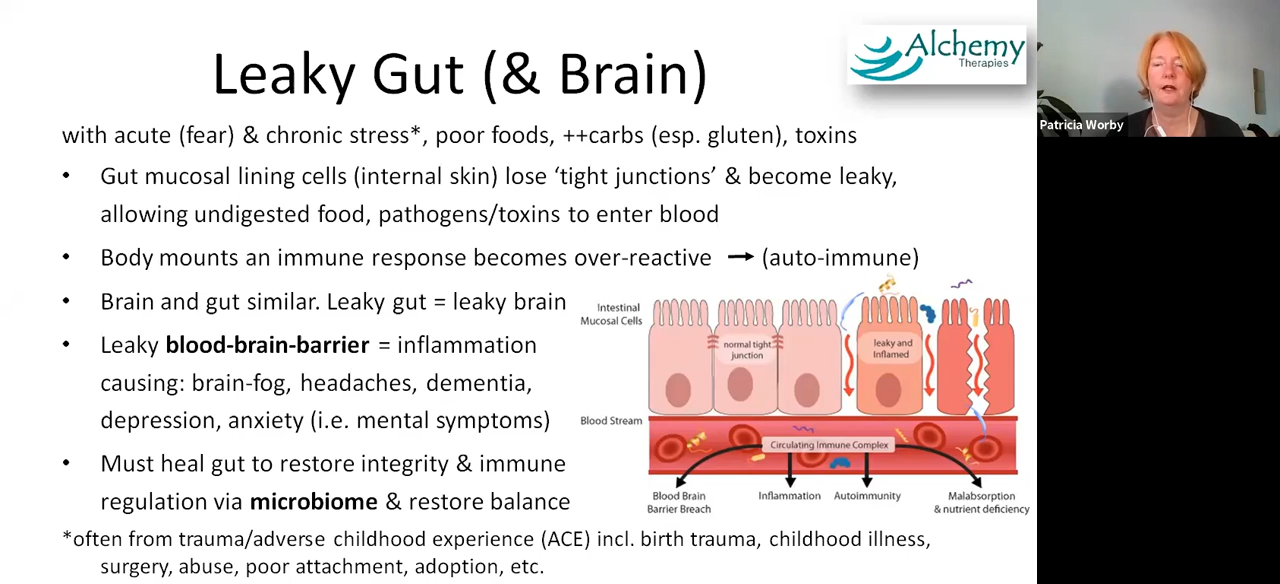 Leaky Gut (& Brain)
Alchemy
Therapies
Patricia Worby
with acute (fear) & chronic stress*, poor foods, ++carbs (esp. gluten), toxins
• Gut mucosal lining cells (internal skin) lose ‘tight junctions’ & become leaky,
allowing undigested food, pathogens/toxins to enter blood
• Body mounts an immune response becomes over-reactive → (auto-immune)
• Brain and gut similar. Leaky gut = leaky brain
• Leaky blood-brain-barrier = inflammation
causing: brain-fog, headaches, dementia,
depression, anxiety (i.e. mental symptoms)
• Must heal gut to restore integrity & immune
regulation via microbiome & restore balance
Intestinal
Mucosal Cells
normal tight
junction
leaky and
Inflamed
Blood Stream
Circulating Immune Complex
Blood Brain
Barrier Breach
Inflammation
Autoimmunity
Malabsorption
& nutrient deficiency
*often from trauma/adverse childhood experience (ACE) incl. birth trauma, childhood illness,
surgery, abuse, poor attachment, adoption, etc.